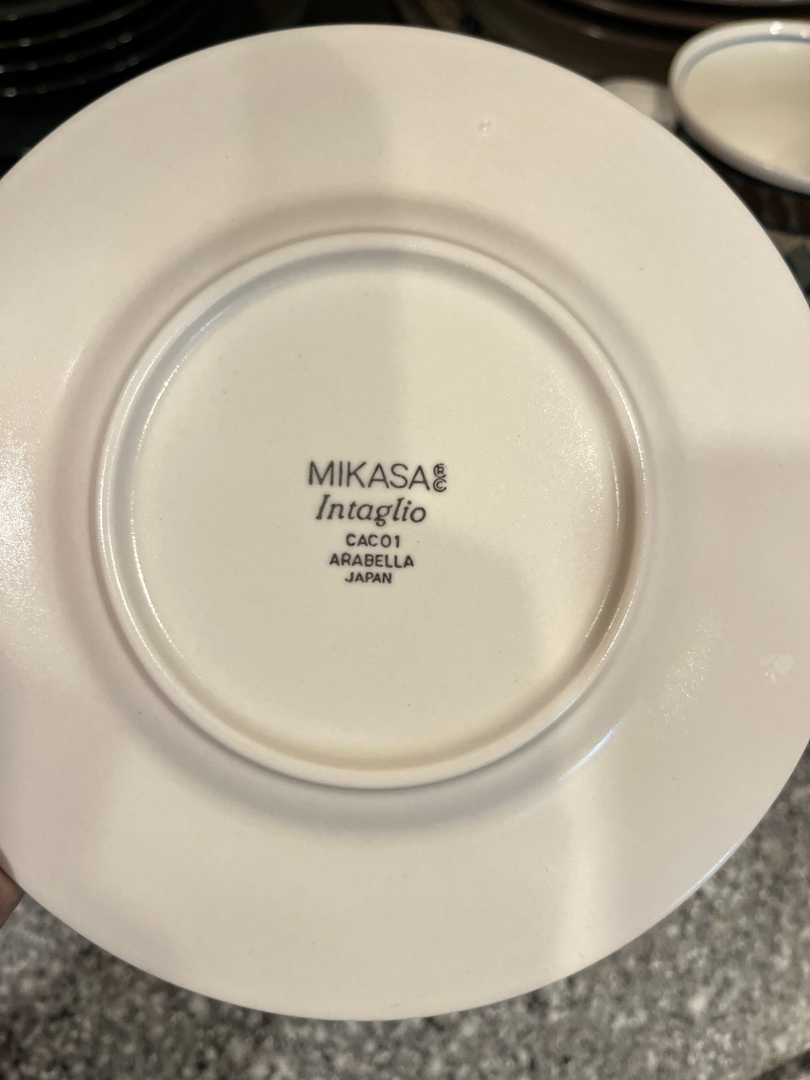 MIKASA®©
Intaglio
CAC01
ARABELLA
JAPAN